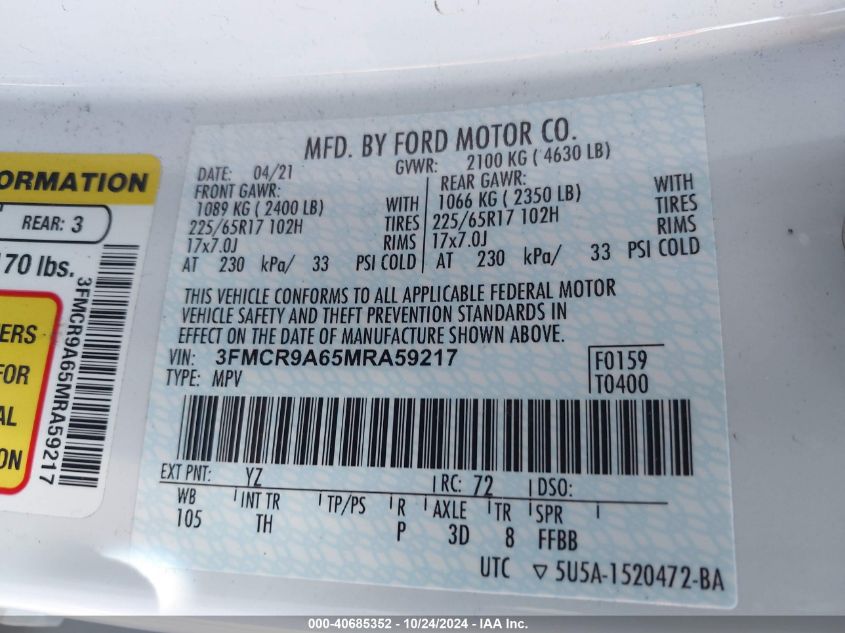 MFD. BY FORD MOTOR CO.
DATE: 04/21 GVWR: 2100 KG ( 4630 LB)
FRONT GAWR: REAR GAWR:
1089 KG ( 2400 LB) WITH 1066 KG ( 2350 LB) WITH
225/65R17 102H TIRES 225/65R17 102H TIRES
17x7.0J RIMS 17x7.0J RIMS
AT 230 kPa/ 33 PSI COLD AT 230 kPa/ 33 PSI COLD
THIS VEHICLE CONFORMS TO ALL APPLICABLE FEDERAL MOTOR
VEHICLE SAFETY AND THEFT PREVENTION STANDARDS IN
EFFECT ON THE DATE OF MANUFACTURE SHOWN ABOVE.
VIN: 3FMCR9A65MRA59217 F0159
TYPE: MPV T0400
EXT PNT: YZ RC: 72 DSO:
WB INT TR TP/PS R AXLE TR SPR
105 TH P 3D 8 FFBB
UTC ▽ 5U5A-1520472-BA
ORMATION
REAR: 3
170 lbs.
3FMCR9A65MRA59217
ERS
FOR
AL
ON
000-40685352 | 10/24/2024 | IAA Inc.